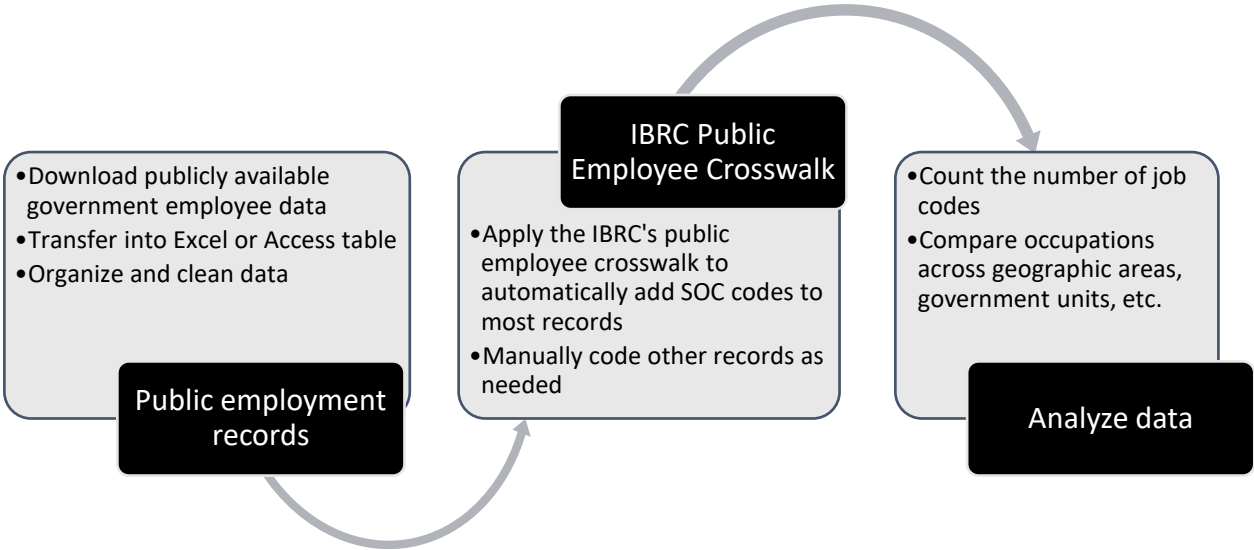 •Download publicly available
government employee data
•Transfer into Excel or Access table
•Organize and clean data
Public employment
records
IBRC Public
Employee Crosswalk
•Apply the IBRC's public
employee crosswalk to
automatically add SOC codes to
most records
•Manually code other records as
needed
•Count the number of job
codes
•Compare occupations
across geographic areas,
government units, etc.
Analyze data